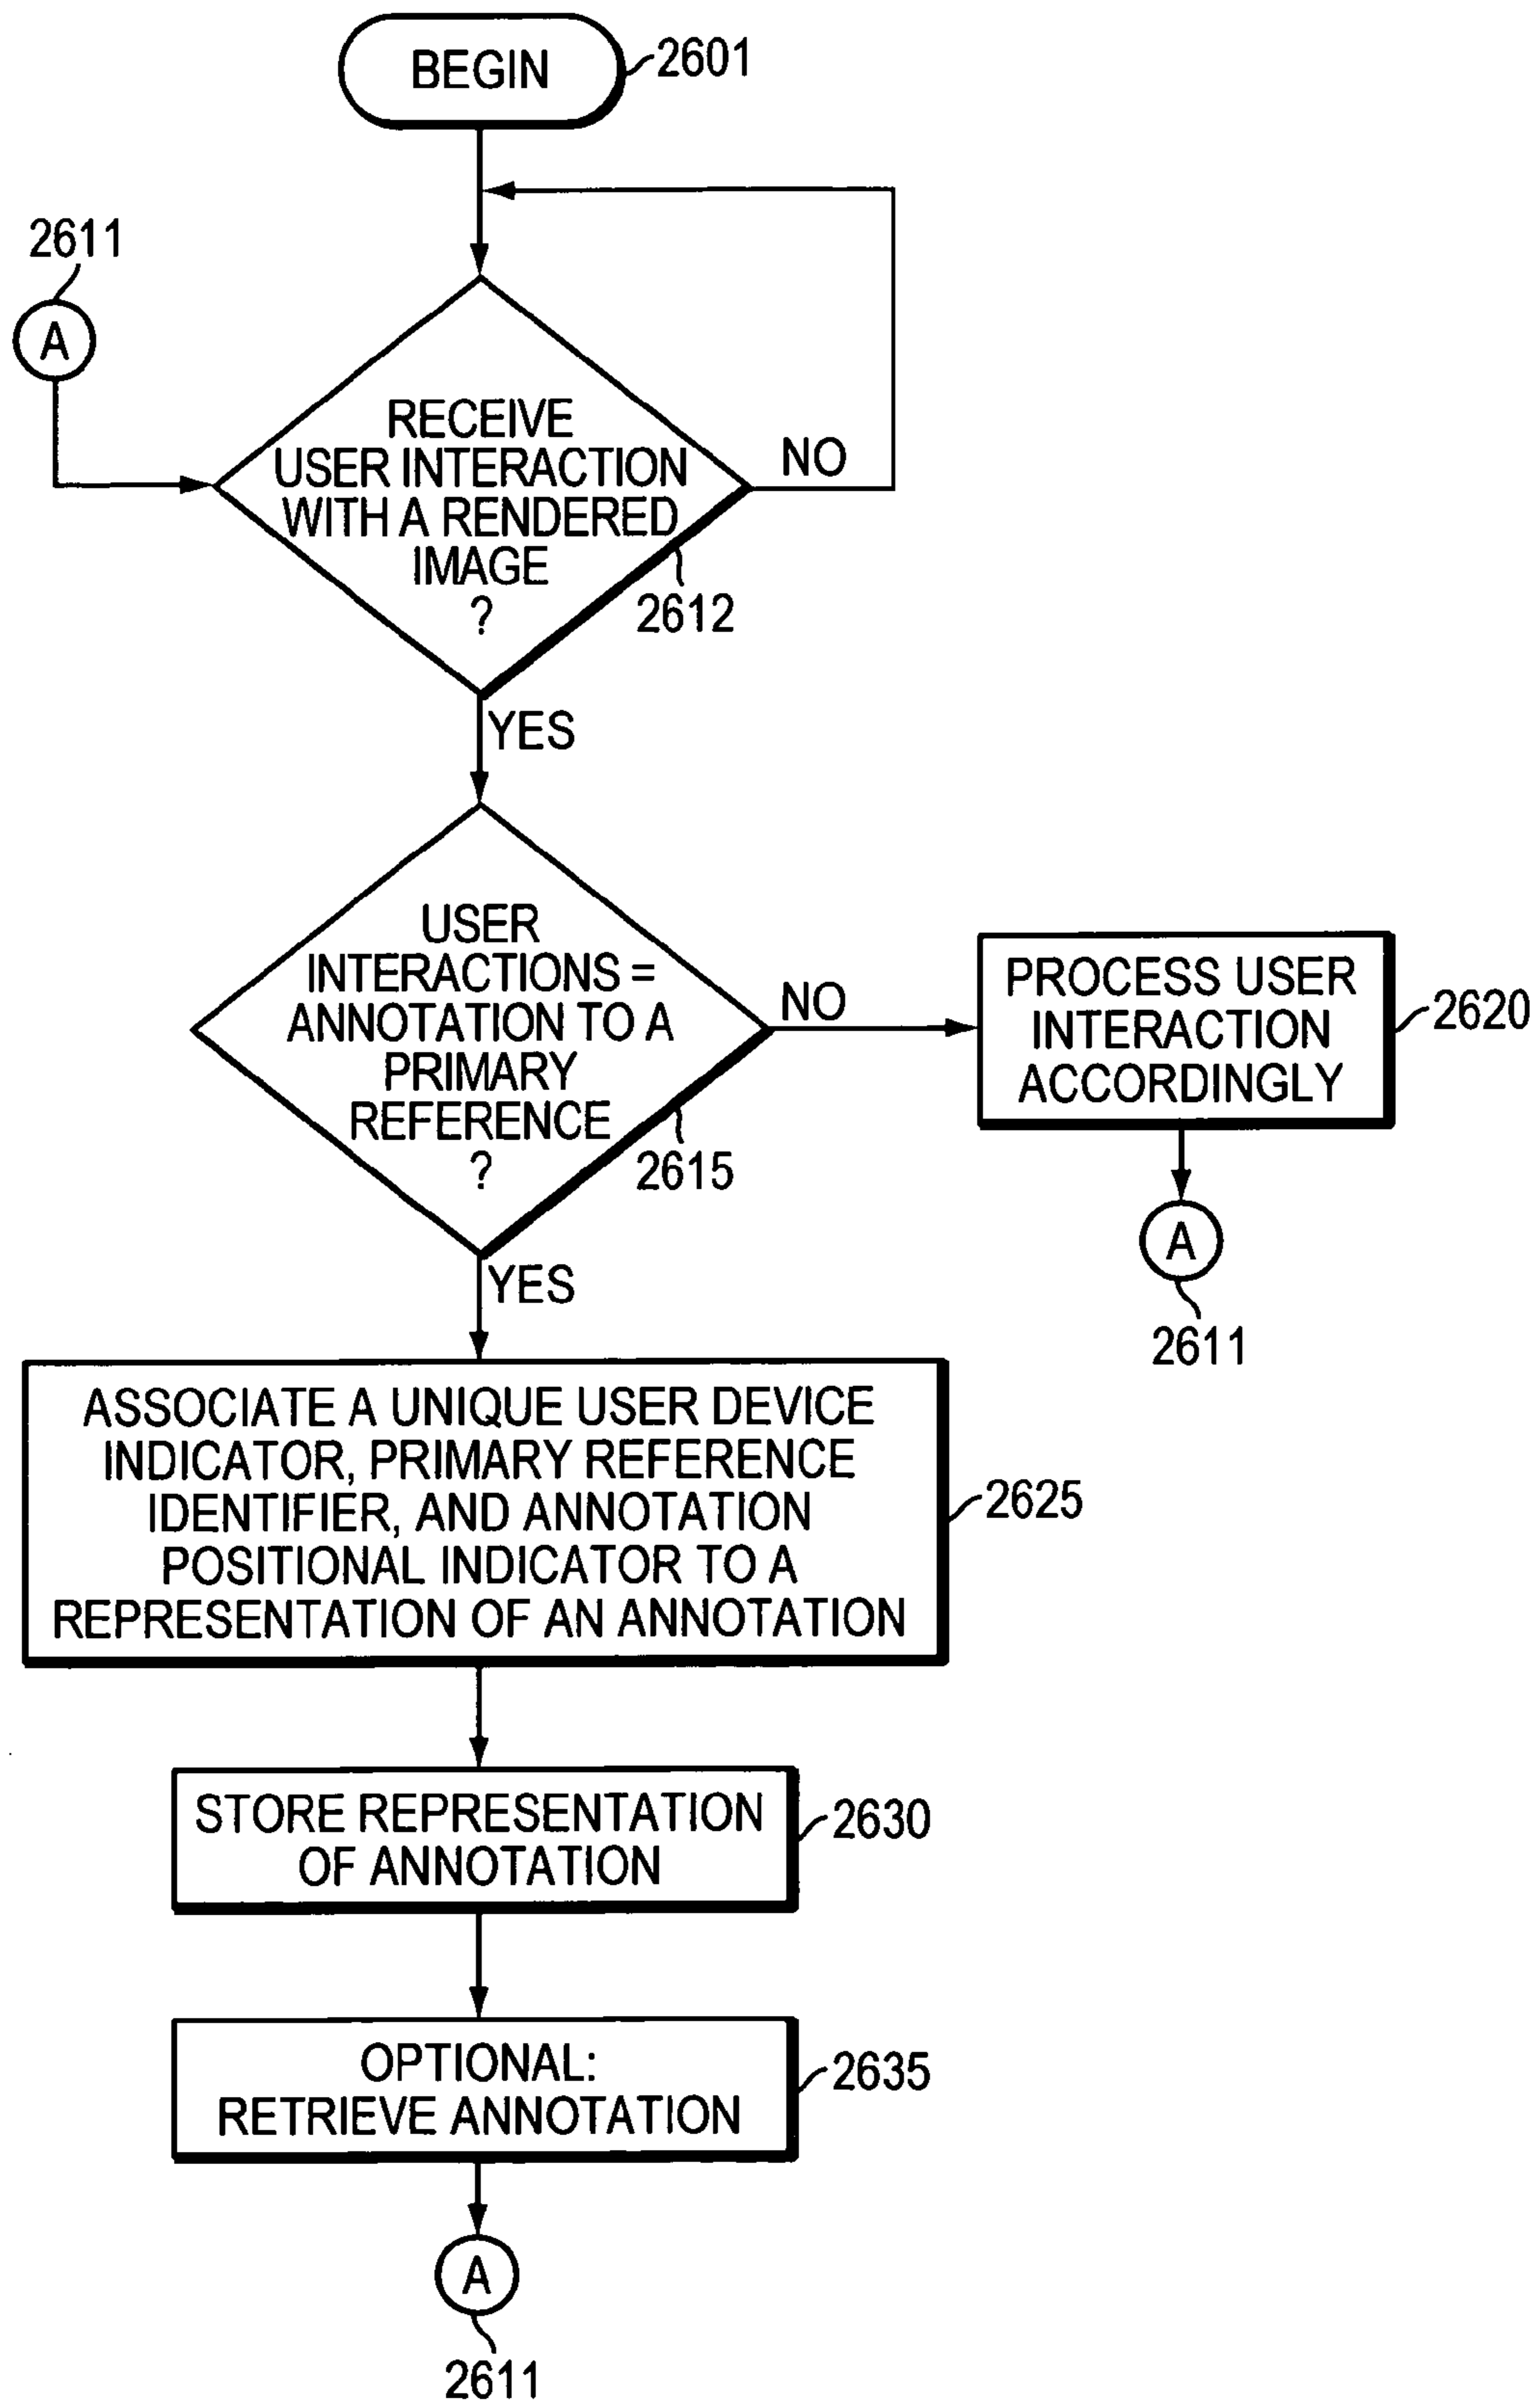 BEGIN
2601
2611
A
RECEIVE
USER INTERACTION
WITH A RENDERED
IMAGE
?
NO
2612
YES
USER
INTERACTIONS =
ANNOTATION TO A
PRIMARY
REFERENCE
?
NO
2615
PROCESS USER
INTERACTION
ACCORDINGLY
2620
A
2611
YES
ASSOCIATE A UNIQUE USER DEVICE
INDICATOR, PRIMARY REFERENCE
IDENTIFIER, AND ANNOTATION
POSITIONAL INDICATOR TO A
REPRESENTATION OF AN ANNOTATION
2625
STORE REPRESENTATION
OF ANNOTATION
2630
OPTIONAL:
RETRIEVE ANNOTATION
2635
A
2611